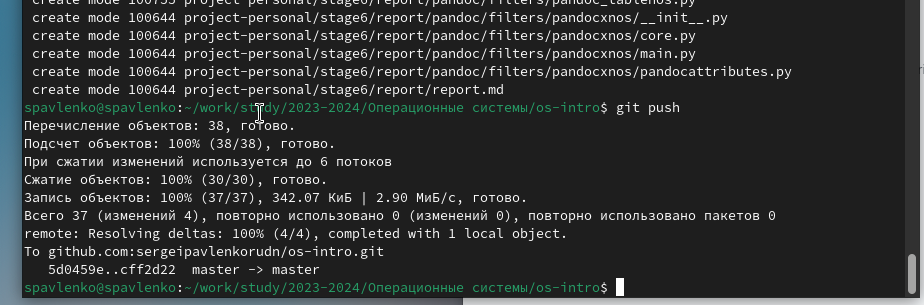 create mode 100755 project-personal/stage6/report/pandoc/filters/pandoc_tablenos.py
create mode 100644 project-personal/stage6/report/pandoc/filters/pandocxnos/__init__.py
create mode 100644 project-personal/stage6/report/pandoc/filters/pandocxnos/core.py
create mode 100644 project-personal/stage6/report/pandoc/filters/pandocxnos/main.py
create mode 100644 project-personal/stage6/report/pandoc/filters/pandocxnos/pandocattributes.py
create mode 100644 project-personal/stage6/report/report.md
spavlenko@spavlenko:~/work/study/2023-2024/Операционные системы/os-intro$ git push
Перечисление объектов: 38, готово.
Подсчет объектов: 100% (38/38), готово.
При сжатии изменений используется до 6 потоков
Сжатие объектов: 100% (30/30), готово.
Запись объектов: 100% (37/37), 342.07 КиБ | 2.90 МиБ/с, готово.
Всего 37 (изменений 4), повторно использовано 0 (изменений 0), повторно использовано пакетов 0
remote: Resolving deltas: 100% (4/4), completed with 1 local object.
To github.com:sergeipavlenkorudn/os-intro.git
5d0459e..cff2d22  master -> master
spavlenko@spavlenko:~/work/study/2023-2024/Операционные системы/os-intro$